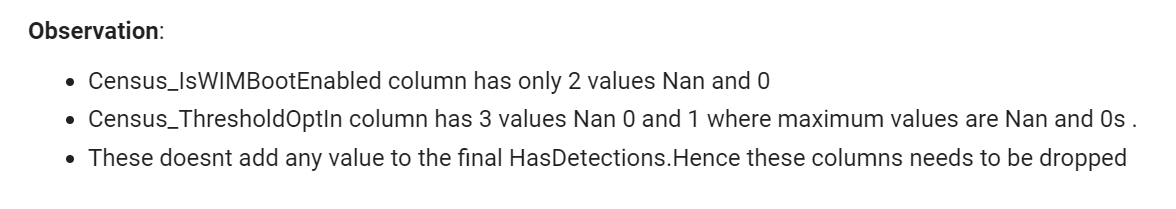 Observation:
• Census_IsWIMBootEnabled column has only 2 values Nan and 0
• Census_ThresholdOptIn column has 3 values Nan 0 and 1 where maximum values are Nan and 0s .
• These doesnt add any value to the final HasDetections.Hence these columns needs to be dropped